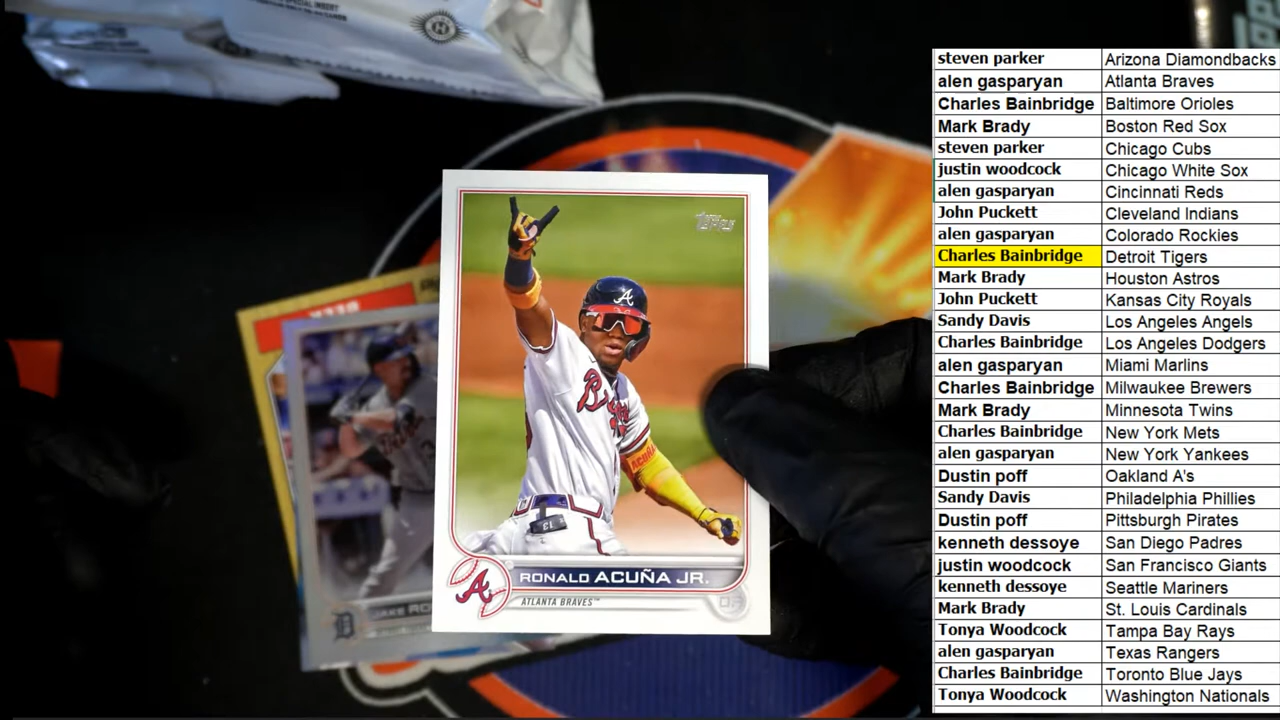 SPECIAL INSERT
H
Topps
Braves
ACUÑA
13
RONALD ACUÑA JR.
ATLANTA BRAVES™
steven parker Arizona Diamondbacks
alen gasparyan Atlanta Braves
Charles Bainbridge Baltimore Orioles
Mark Brady Boston Red Sox
steven parker Chicago Cubs
justin woodcock Chicago White Sox
alen gasparyan Cincinnati Reds
John Puckett Cleveland Indians
alen gasparyan Colorado Rockies
Charles Bainbridge Detroit Tigers
Mark Brady Houston Astros
John Puckett Kansas City Royals
Sandy Davis Los Angeles Angels
Charles Bainbridge Los Angeles Dodgers
alen gasparyan Miami Marlins
Charles Bainbridge Milwaukee Brewers
Mark Brady Minnesota Twins
Charles Bainbridge New York Mets
alen gasparyan New York Yankees
Dustin poff Oakland A's
Sandy Davis Philadelphia Phillies
Dustin poff Pittsburgh Pirates
kenneth dessoye San Diego Padres
justin woodcock San Francisco Giants
kenneth dessoye Seattle Mariners
Mark Brady St. Louis Cardinals
Tonya Woodcock Tampa Bay Rays
alen gasparyan Texas Rangers
Charles Bainbridge Toronto Blue Jays
Tonya Woodcock Washington Nationals